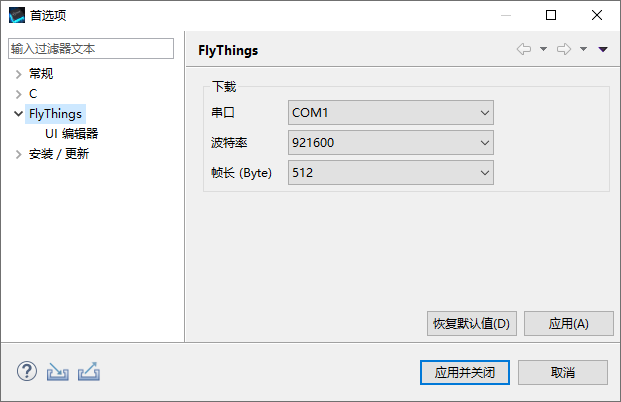 首选项
输入过滤器文本
常规
C
FlyThings
UI 编辑器
安装 / 更新
FlyThings
下载
串口 COM1
波特率 921600
帧长 (Byte) 512
恢复默认值(D) 应用(A)
应用并关闭 取消